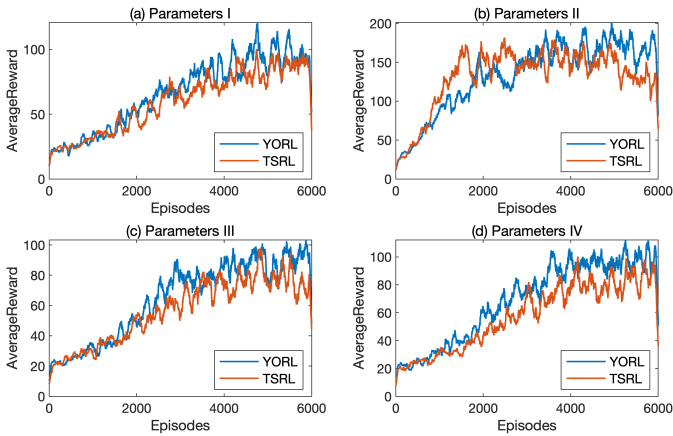 (a) Parameters I
AverageReward
100
50
0
0
2000
4000
6000
Episodes
YORL
TSRL
(b) Parameters II
AverageReward
200
150
100
50
0
0
2000
4000
6000
Episodes
YORL
TSRL
(c) Parameters III
AverageReward
100
80
60
40
20
0
0
2000
4000
6000
Episodes
YORL
TSRL
(d) Parameters IV
AverageReward
100
80
60
40
20
0
0
2000
4000
6000
Episodes
YORL
TSRL